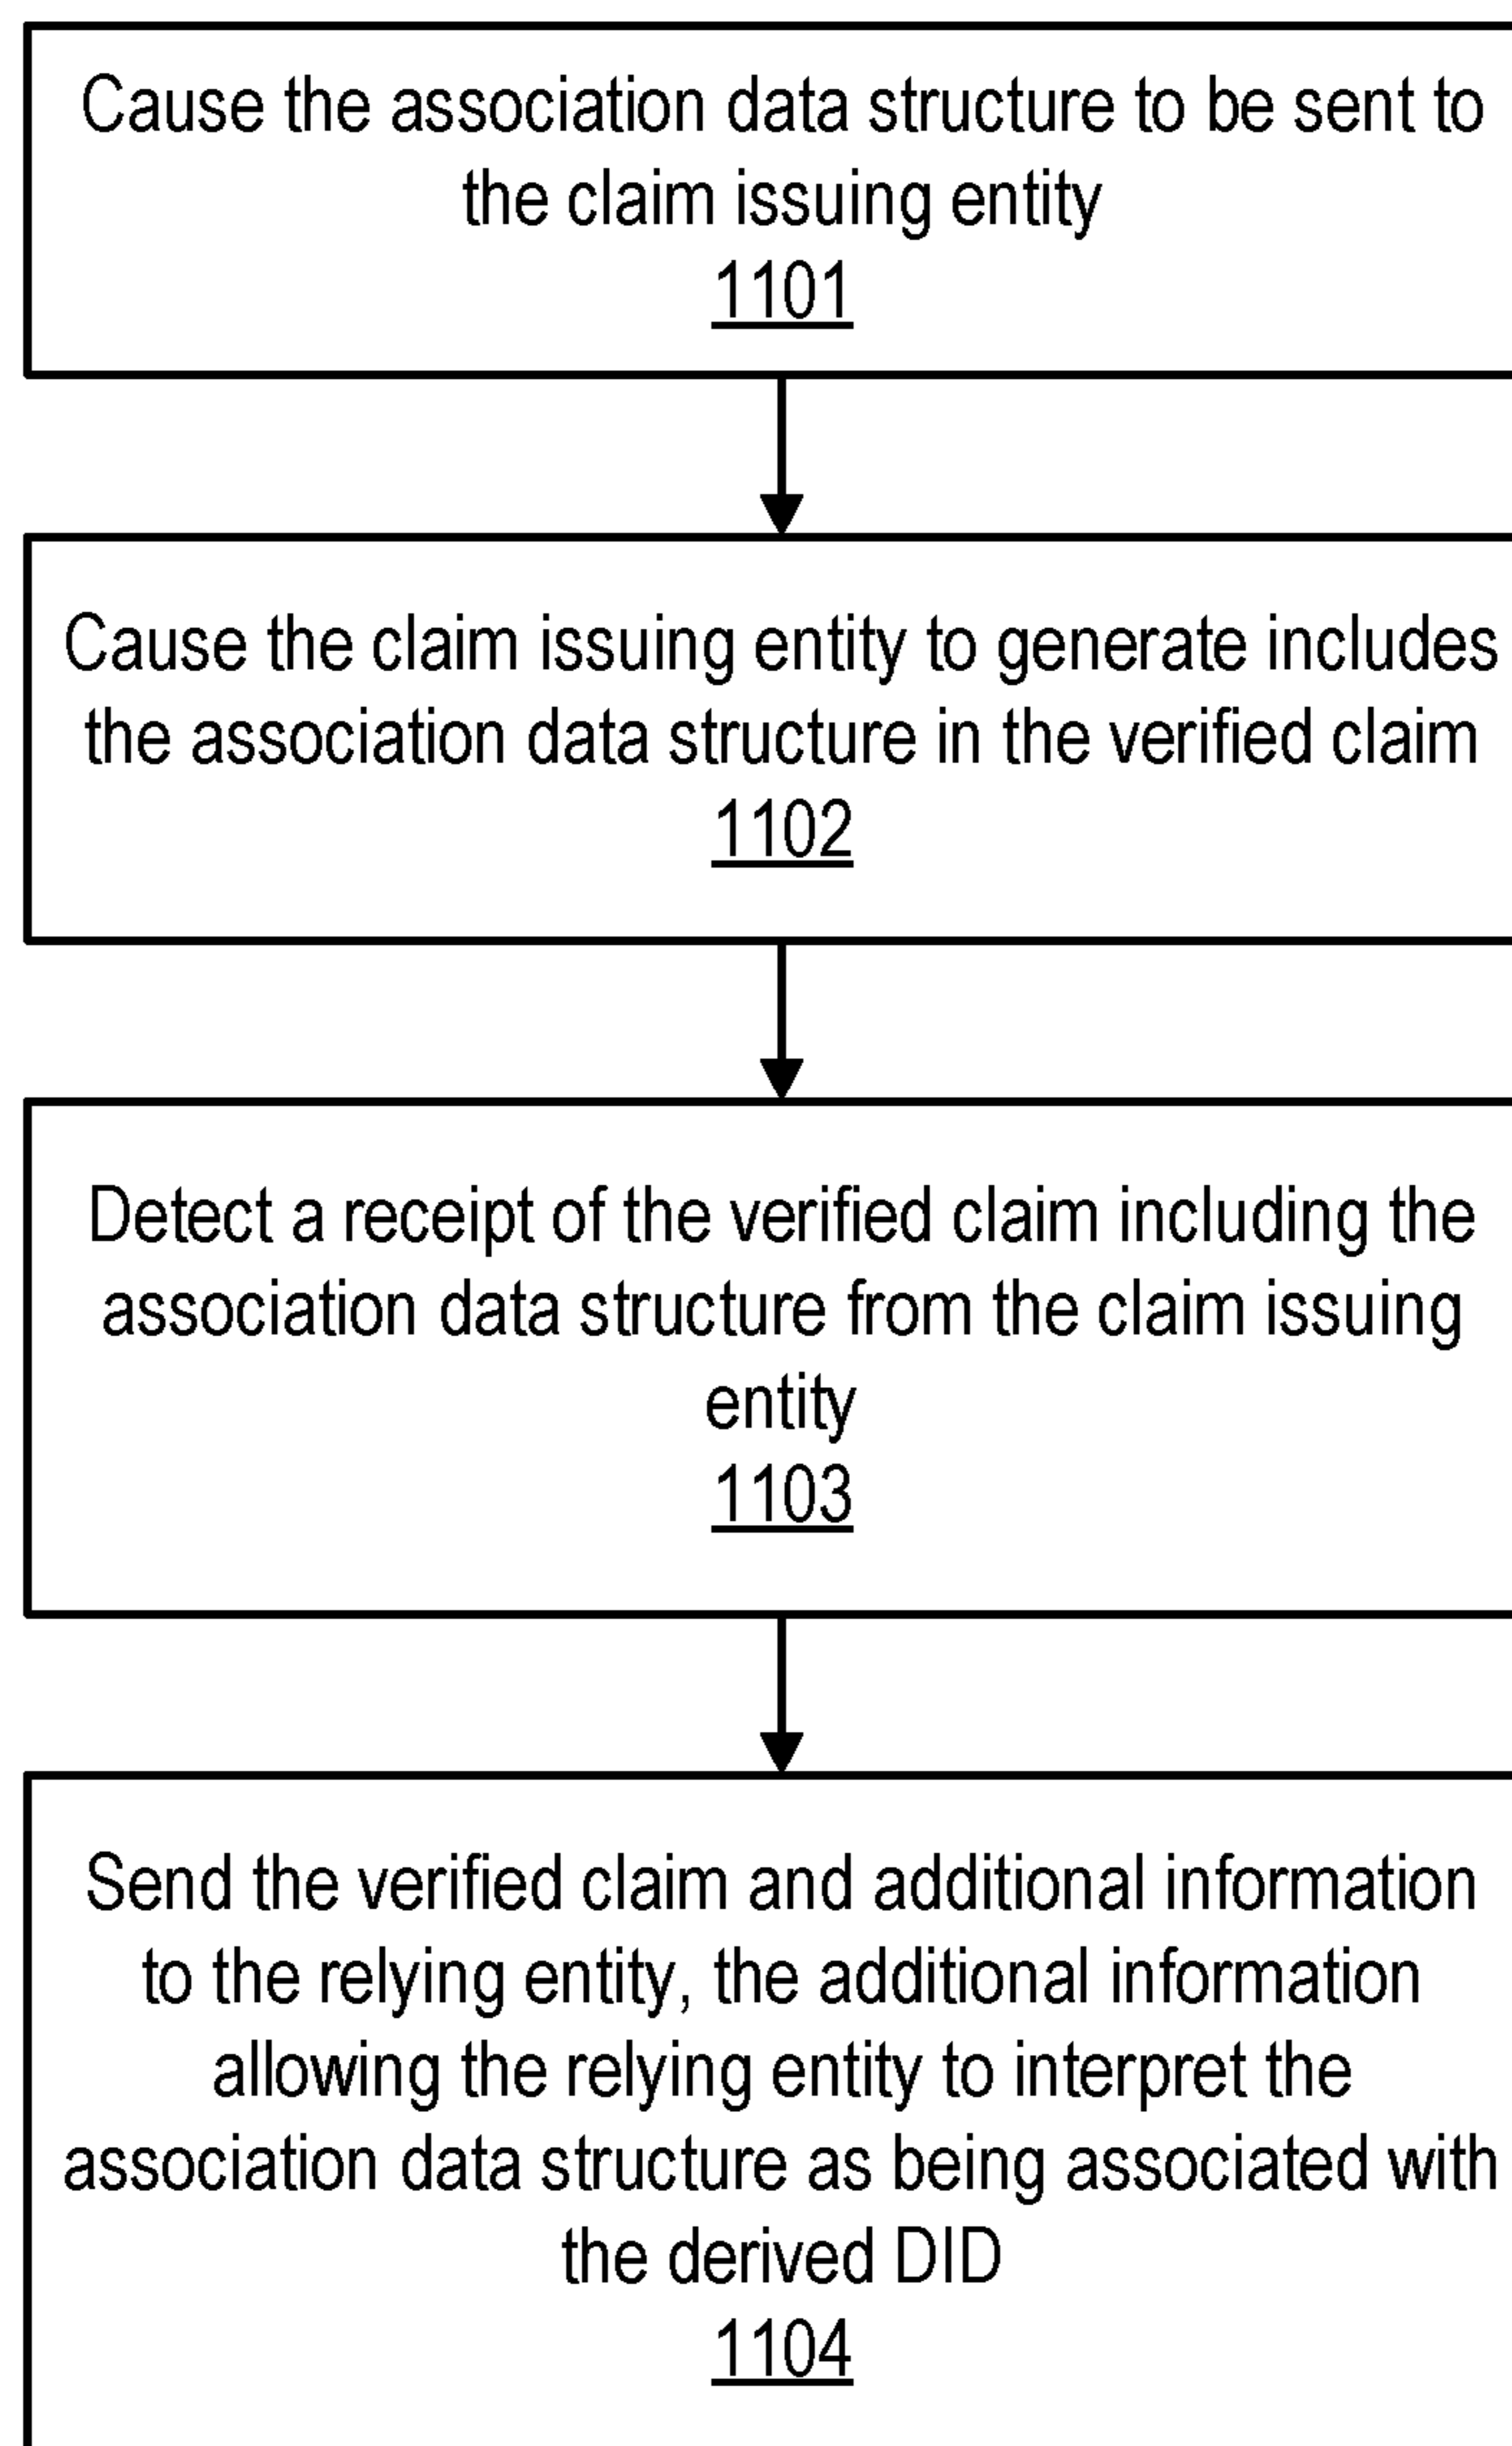 Cause the association data structure to be sent to
the claim issuing entity
1101
Cause the claim issuing entity to generate includes
the association data structure in the verified claim
1102
Detect a receipt of the verified claim including the
association data structure from the claim issuing
entity
1103
Send the verified claim and additional information
to the relying entity, the additional information
allowing the relying entity to interpret the
association data structure as being associated with
the derived DID
1104